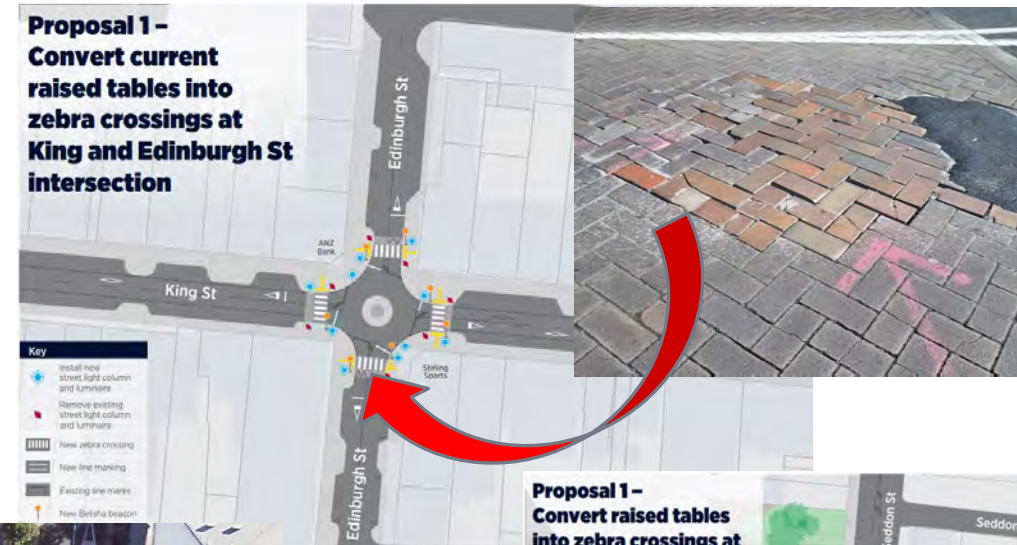 Proposal 1 –
Convert current
raised tables into
zebra crossings at
King and Edinburgh St
intersection
Edinburgh St
ANZ
Bank
King St
Stirling
Sports
Key
Install new
street light column
and luminaire
Remove existing
street light column
and luminaire
New zebra crossing
New line marking
Existing line marks
New Belisha beacon
Edinburgh St
Proposal 1 –
Convert raised tables
into zebra crossings at
Seddon St
Seddon